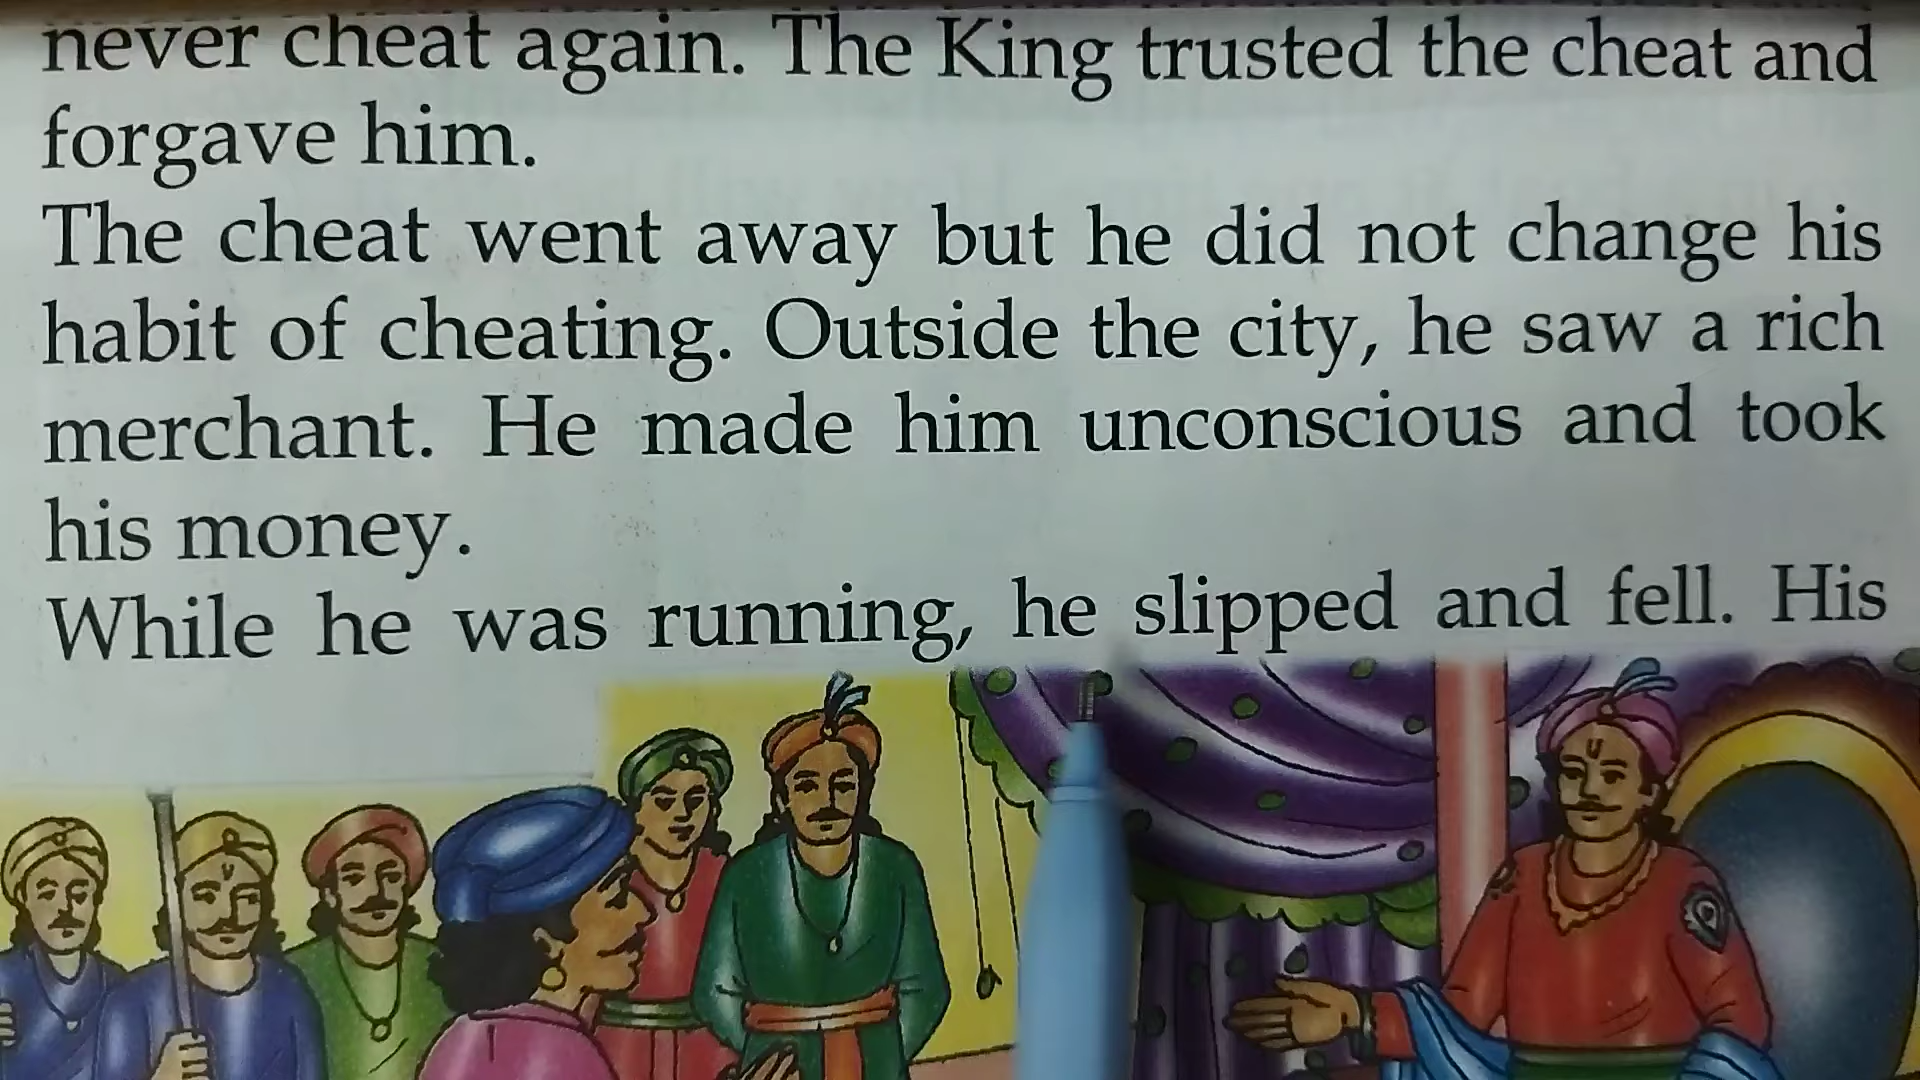 never cheat again. The King trusted the cheat and
forgave him.
The cheat went away but he did not change his
habit of cheating. Outside the city, he saw a rich
merchant. He made him unconscious and took
his money.
While he was running, he slipped and fell. His